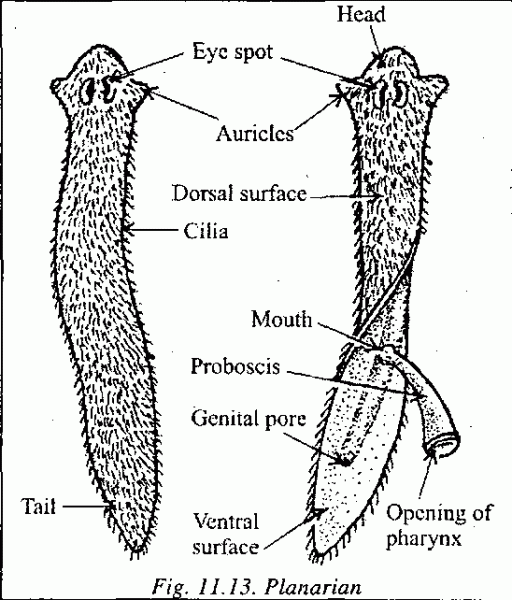 Head
Eye spot
Auricles
Dorsal surface
Cilia
Mouth
Proboscis
Genital pore
Tail
Ventral
surface
Opening of
pharynx
Fig. 11.13. Planarian